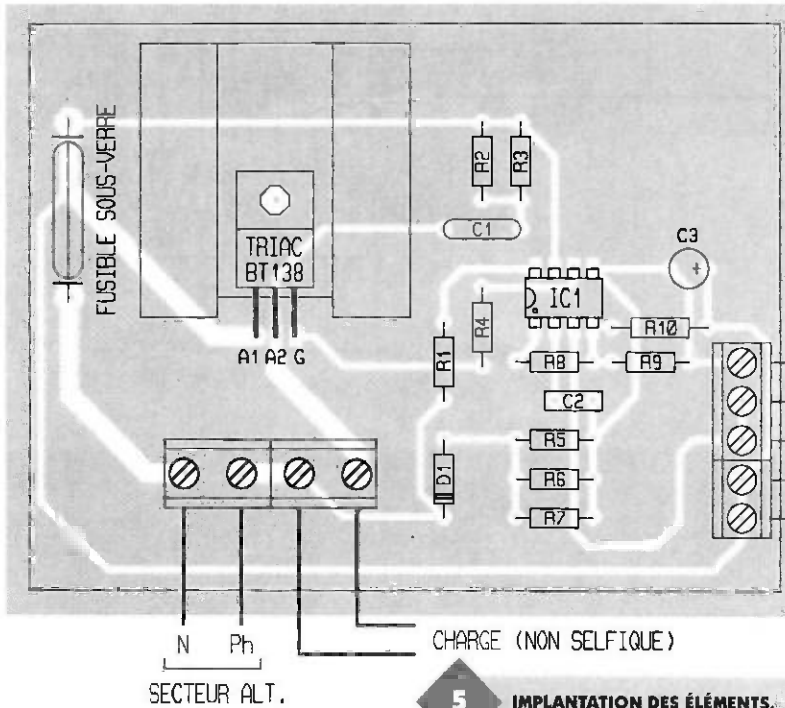 FUSIBLE SOUS-VERRE
TRIAC
BT138
A1 A2 G
R2
R3
C1
C3
IC1
R4
R10
R1
R8
R9
C2
R5
D1
R6
R7
N Ph
SECTEUR ALT.
CHARGE (NON SELFIQUE)
5 IMPLANTATION DES ÉLÉMENTS.